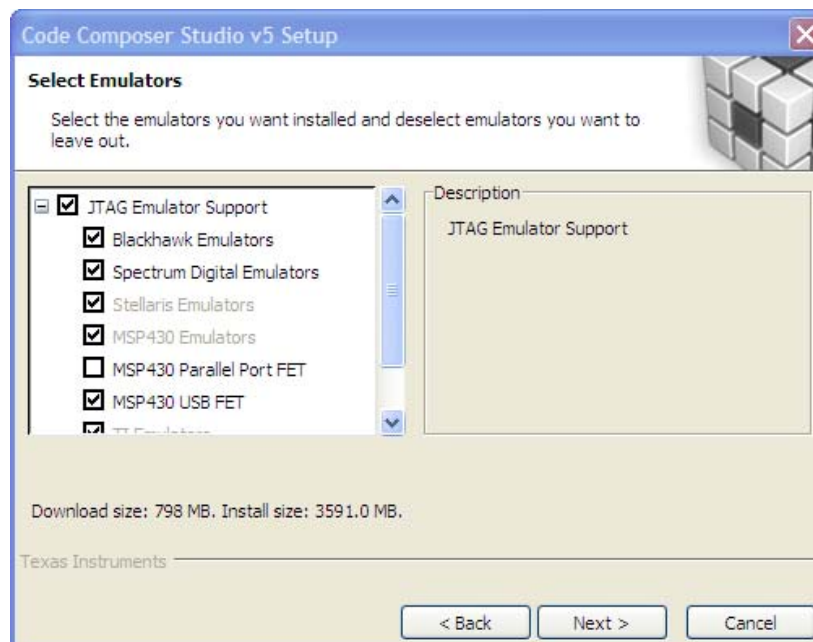 Code Composer Studio v5 Setup
Select Emulators
Select the emulators you want installed and deselect emulators you want to
leave out.
JTAG Emulator Support
Blackhawk Emulators
Spectrum Digital Emulators
Stellaris Emulators
MSP430 Emulators
MSP430 Parallel Port FET
MSP430 USB FET
TI Emulators
Description
JTAG Emulator Support
Download size: 798 MB. Install size: 3591.0 MB.
Texas Instruments
< Back
Next >
Cancel